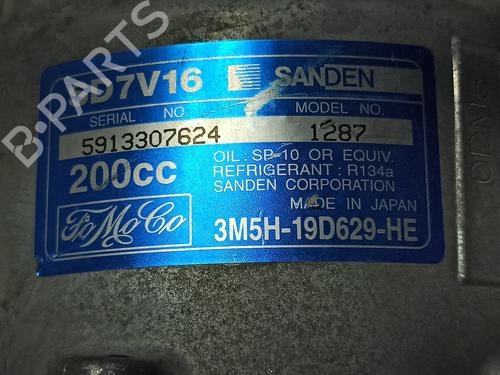 SD7V16 SANDEN
SERIAL NO MODEL NO.
5913307624 1287
200cc
OIL : SP-10 OR EQUIV.
REFRIGERANT : R134a
SANDEN CORPORATION
MADE IN JAPAN
FoMoCo
3M5H-19D629-HE
B-PARTS